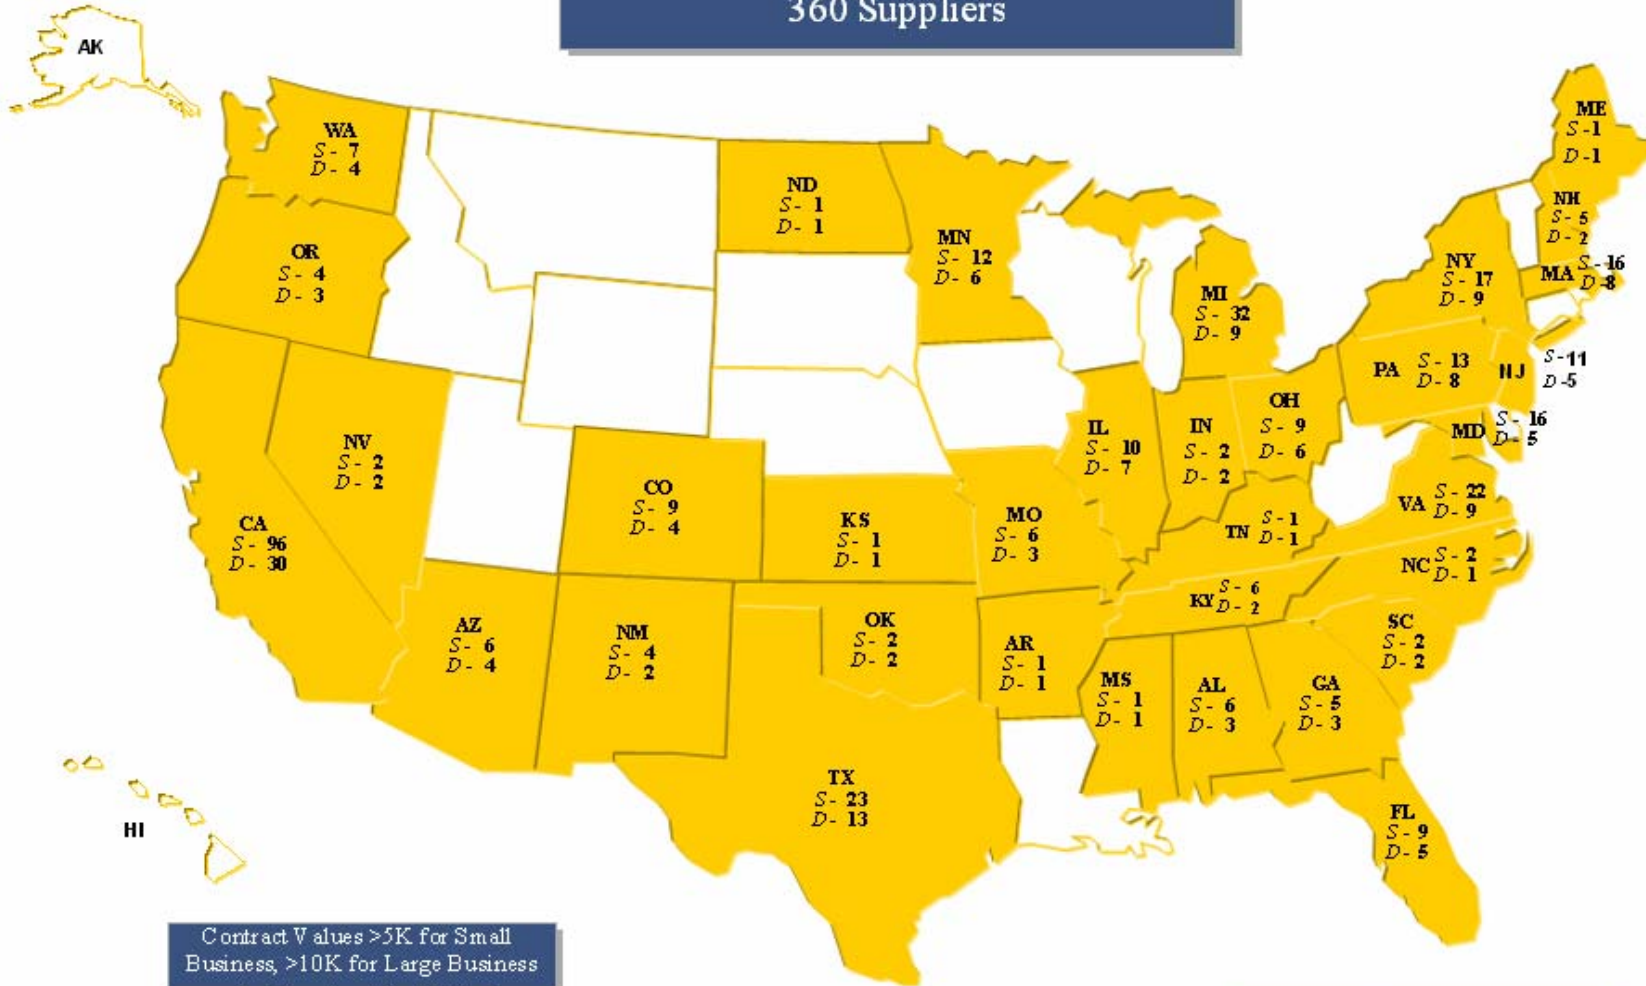 360 Suppliers
AK
WA
S - 7
D - 4
OR
S - 4
D - 3
CA
S - 96
D - 30
NV
S - 2
D - 2
AZ
S - 6
D - 4
NM
S - 4
D - 2
CO
S - 9
D - 4
ND
S - 1
D - 1
KS
S - 1
D - 1
OK
S - 2
D - 2
TX
S - 23
D - 13
MN
S - 12
D - 6
MO
S - 6
D - 3
AR
S - 1
D - 1
IL
S - 10
D - 7
MS
S - 1
D - 1
MI
S - 32
D - 9
IN
S - 2
D - 2
OH
S - 9
D - 6
TN
S - 1
D - 1
KY
S - 6
D - 2
AL
S - 6
D - 3
GA
S - 5
D - 3
FL
S - 9
D - 5
SC
S - 2
D - 2
NC
S - 2
D - 1
VA
S - 22
D - 9
MD
S - 16
D - 5
PA
S - 13
D - 8
NJ
S -11
D -5
NY
S - 17
D - 9
MA
S - 16
D -8
NH
S - 5
D - 2
ME
S -1
D -1
HI
Contract Values >5K for Small
Business, >10K for Large Business